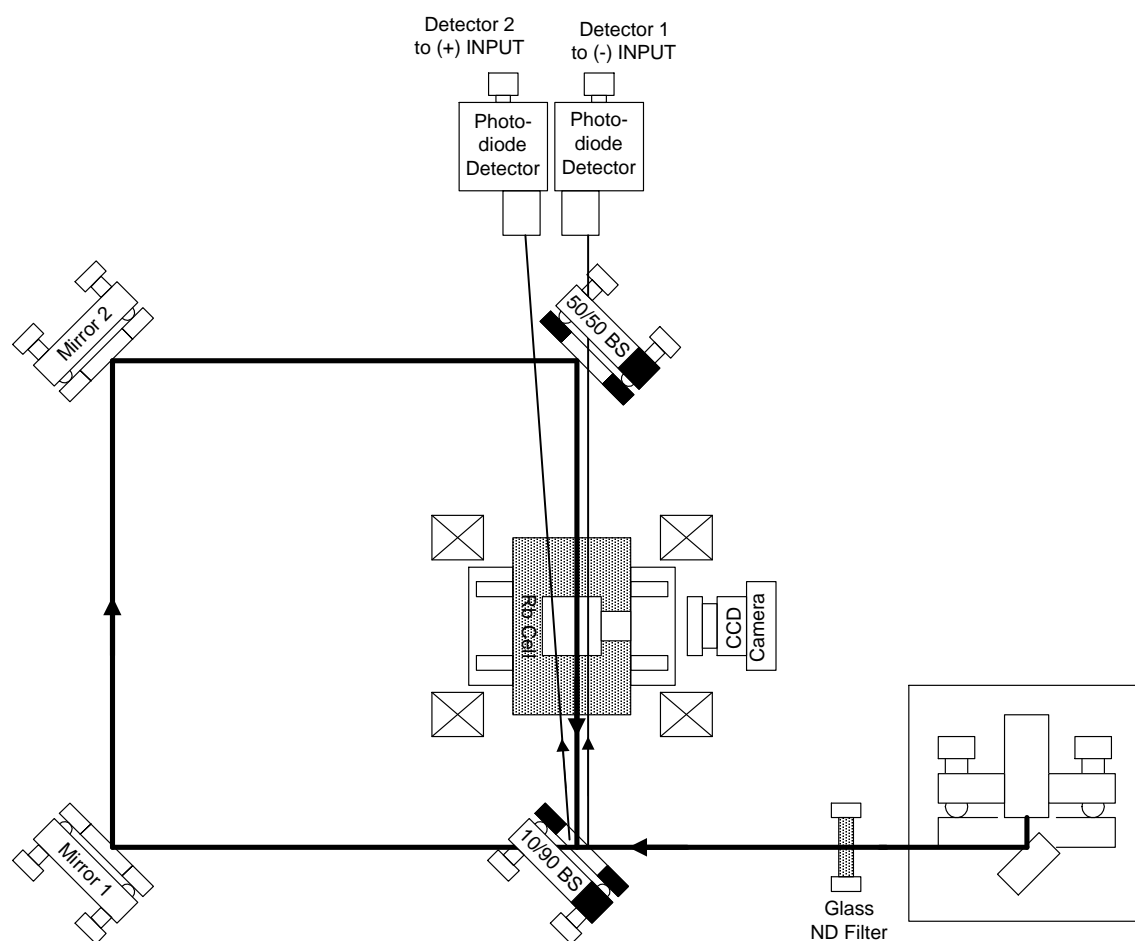 Detector 2
to (+) INPUT
Detector 1
to (-) INPUT
Photo-
diode
Detector
Photo-
diode
Detector
Mirror 2
50/50 BS
Rb Cell
CCD
Camera
Mirror 1
10/90 BS
Glass
ND Filter